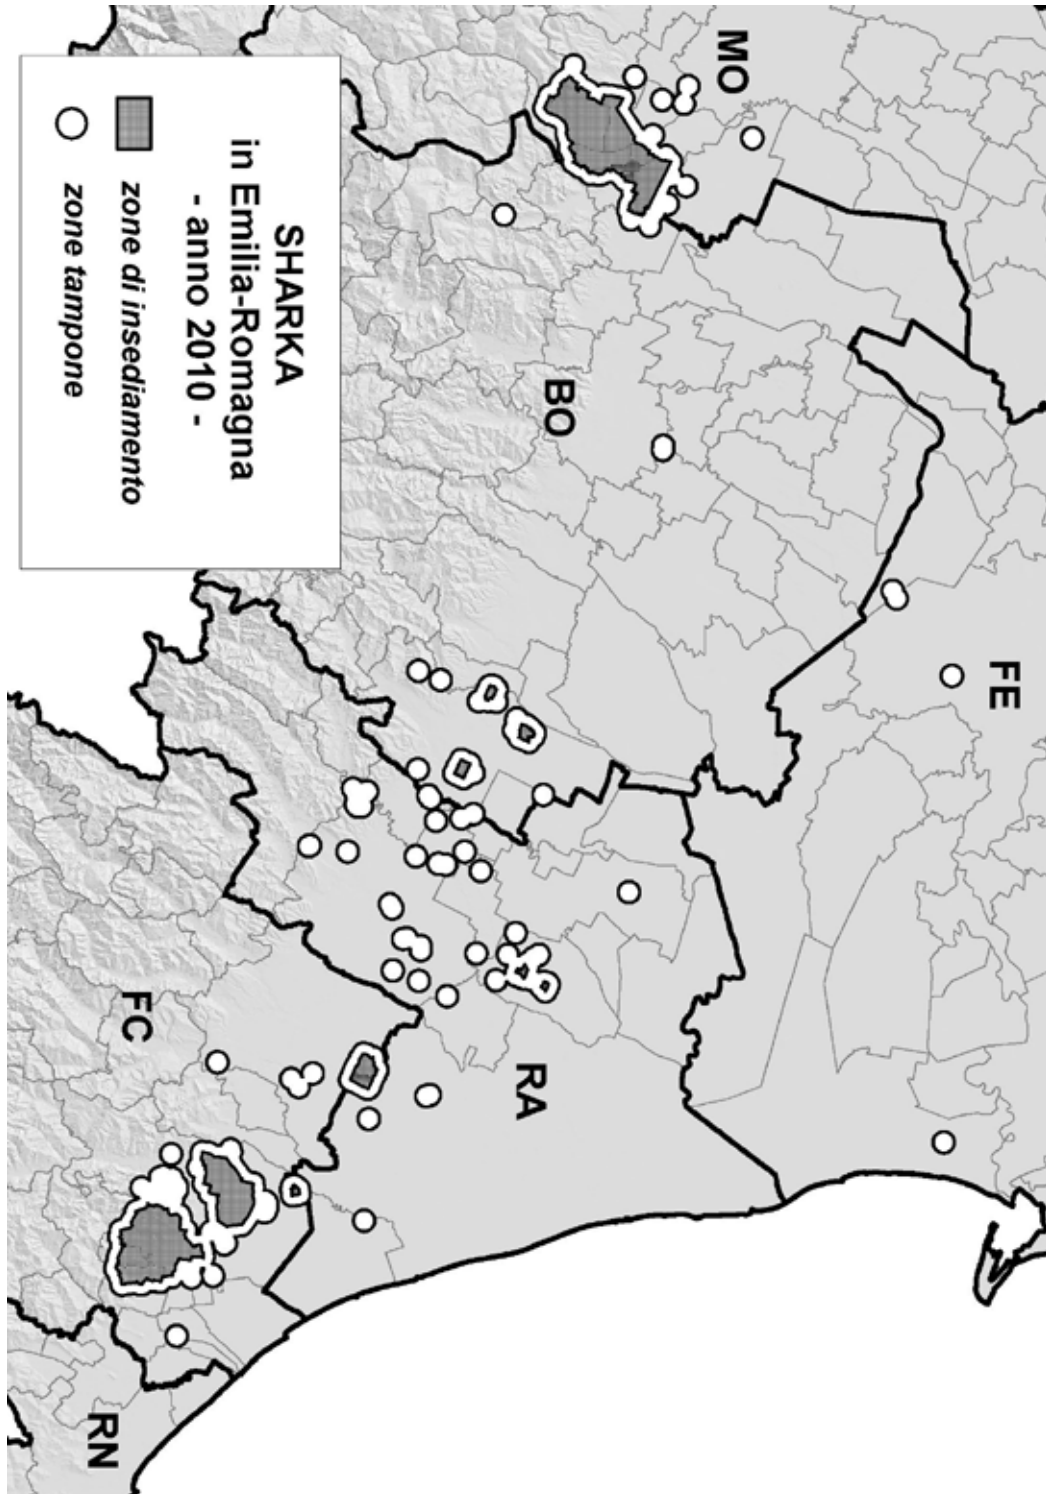 MO
FE
BO
RA
FC
RN
SHARKA
in Emilia-Romagna
- anno 2010 -
zone di insediamento
zone tampone